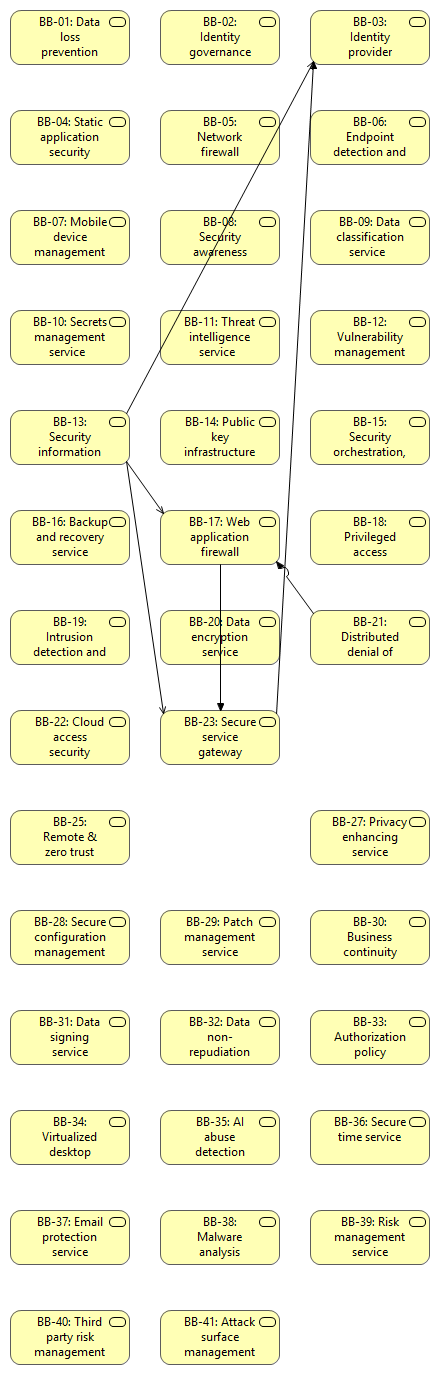 BB-01: Data
loss
prevention
BB-02:
Identity
governance
BB-03:
Identity
provider
BB-04: Static
application
security
BB-05:
Network
firewall
BB-06:
Endpoint
detection and
BB-07: Mobile
device
management
BB-08:
Security
awareness
BB-09: Data
classification
service
BB-10: Secrets
management
service
BB-11: Threat
intelligence
service
BB-12:
Vulnerability
management
BB-13:
Security
information
BB-14: Public
key
infrastructure
BB-15:
Security
orchestration,
BB-16: Backup
and recovery
service
BB-17: Web
application
firewall
BB-18:
Privileged
access
BB-19:
Intrusion
detection and
BB-20: Data
encryption
service
BB-21:
Distributed
denial of
BB-22: Cloud
access
security
BB-23: Secure
service
gateway
BB-25:
Remote &
zero trust
BB-27: Privacy
enhancing
service
BB-28: Secure
configuration
management
BB-29: Patch
management
service
BB-30:
Business
continuity
BB-31: Data
signing
service
BB-32: Data
non-
repudiation
BB-33:
Authorization
policy
BB-34:
Virtualized
desktop
BB-35: AI
abuse
detection
BB-36: Secure
time service
BB-37: Email
protection
service
BB-38:
Malware
analysis
BB-39: Risk
management
service
BB-40: Third
party risk
management
BB-41: Attack
surface
management